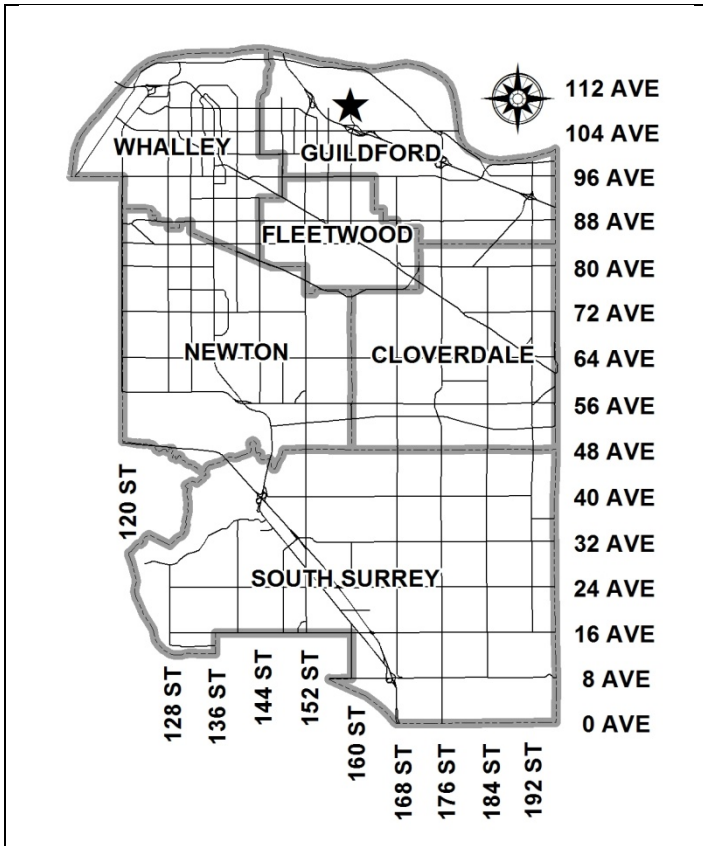 112 AVE
104 AVE
WHALLEY
GUILDFORD
96 AVE
88 AVE
FLEETWOOD
80 AVE
72 AVE
NEWTON
CLOVERDALE
64 AVE
56 AVE
48 AVE
120 ST
40 AVE
32 AVE
SOUTH SURREY
24 AVE
16 AVE
8 AVE
0 AVE
128 ST
136 ST
144 ST
152 ST
160 ST
168 ST
176 ST
184 ST
192 ST